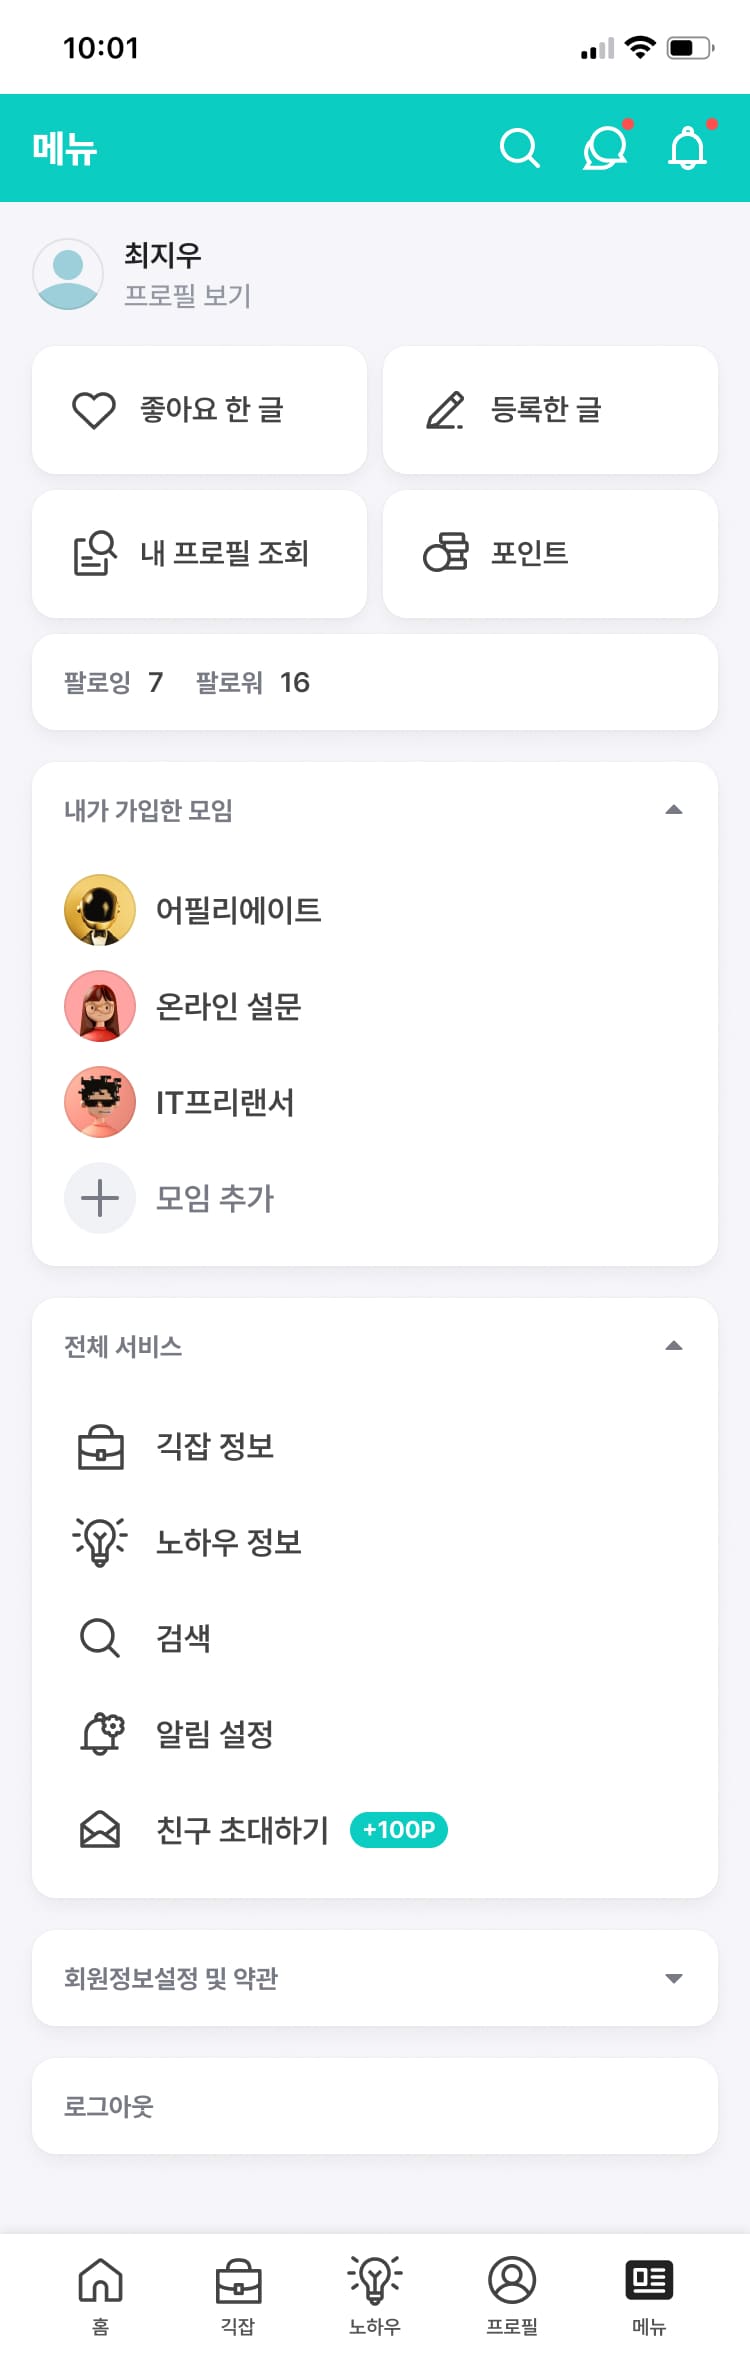 10:01
메뉴
최지우
프로필 보기
좋아요 한 글
등록한 글
내 프로필 조회
포인트
팔로잉 7 팔로워 16
내가 가입한 모임
어필리에이트
온라인 설문
IT프리랜서
모임 추가
전체 서비스
긱잡 정보
노하우 정보
검색
알림 설정
친구 초대하기 +100P
회원정보설정 및 약관
로그아웃
홈 긱잡 노하우 프로필 메뉴